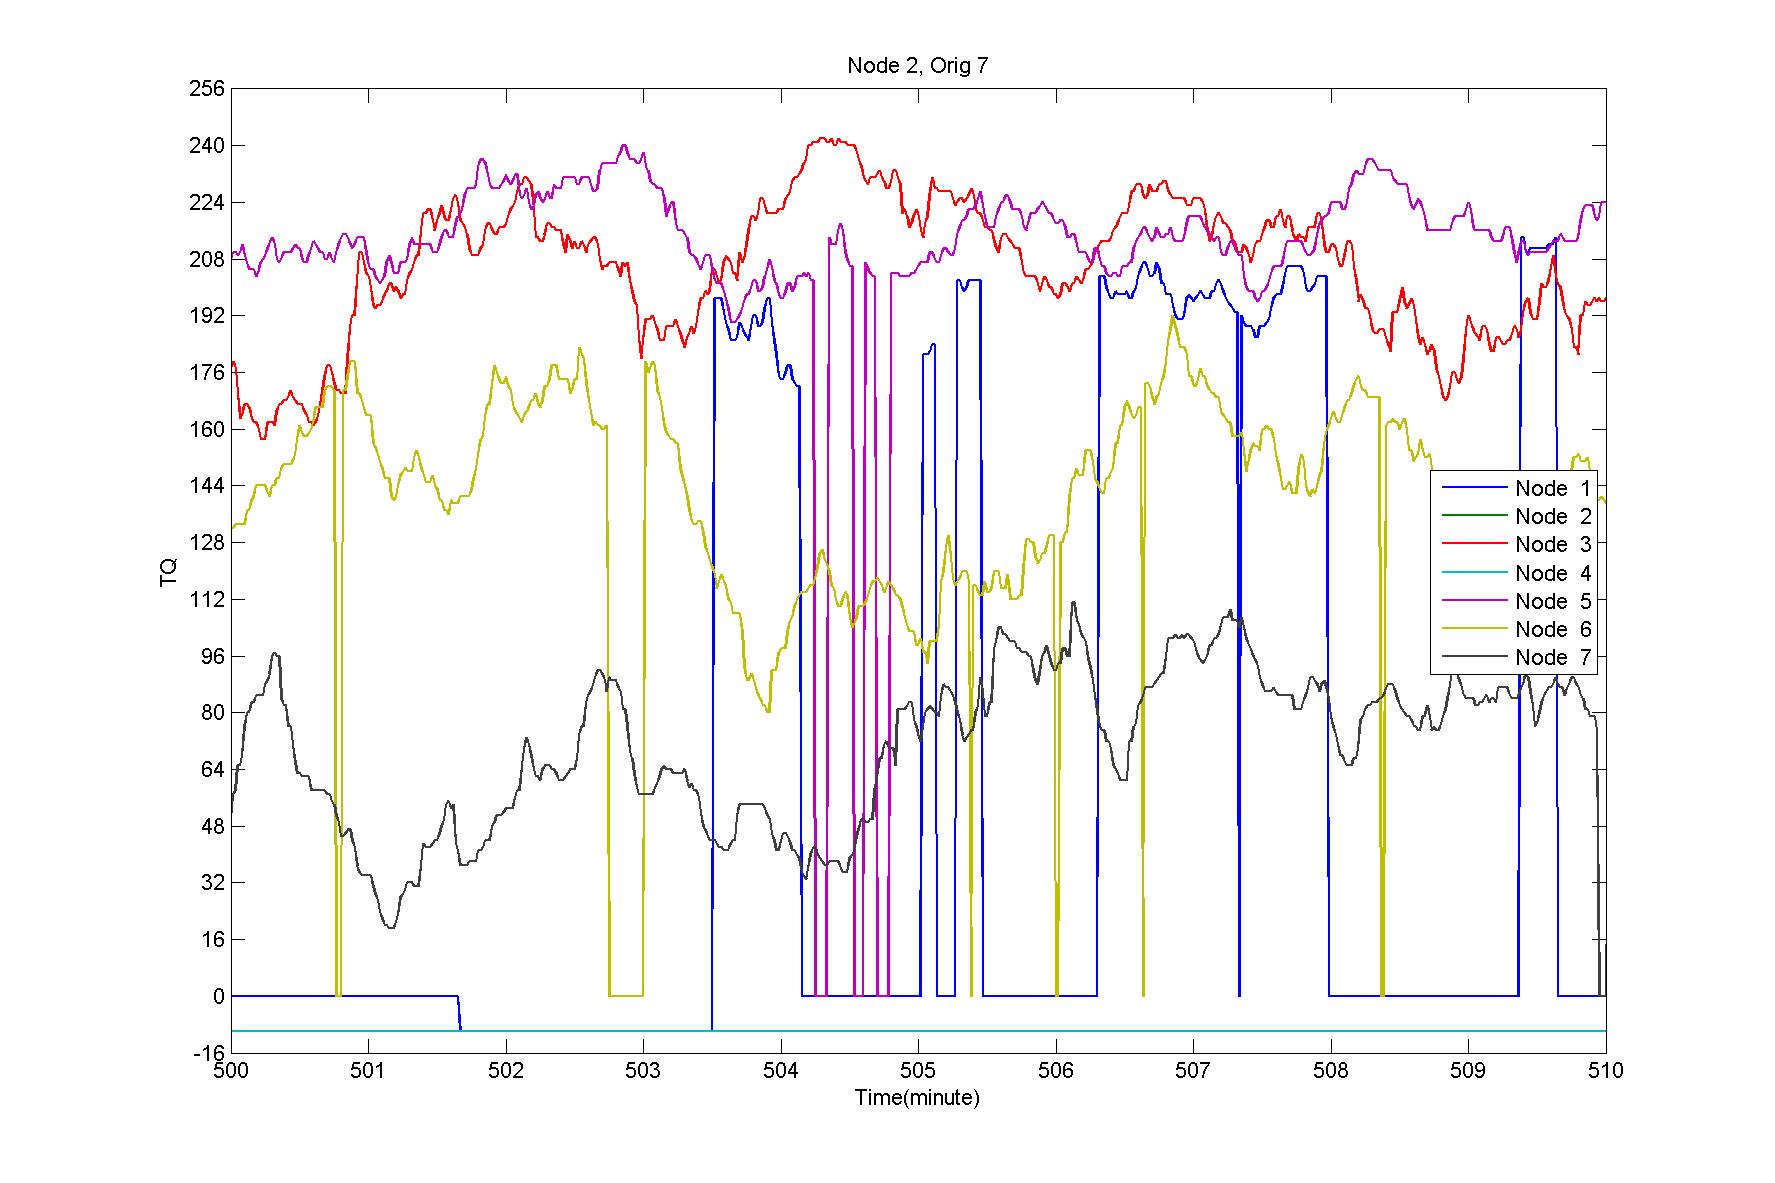 Node 2, Orig 7
256
240
224
208
192
176
160
144
128
112
96
80
64
48
32
16
0
-16
TQ
500 501 502 503 504 505 506 507 508 509 510
Time(minute)
Node 1
Node 2
Node 3
Node 4
Node 5
Node 6
Node 7